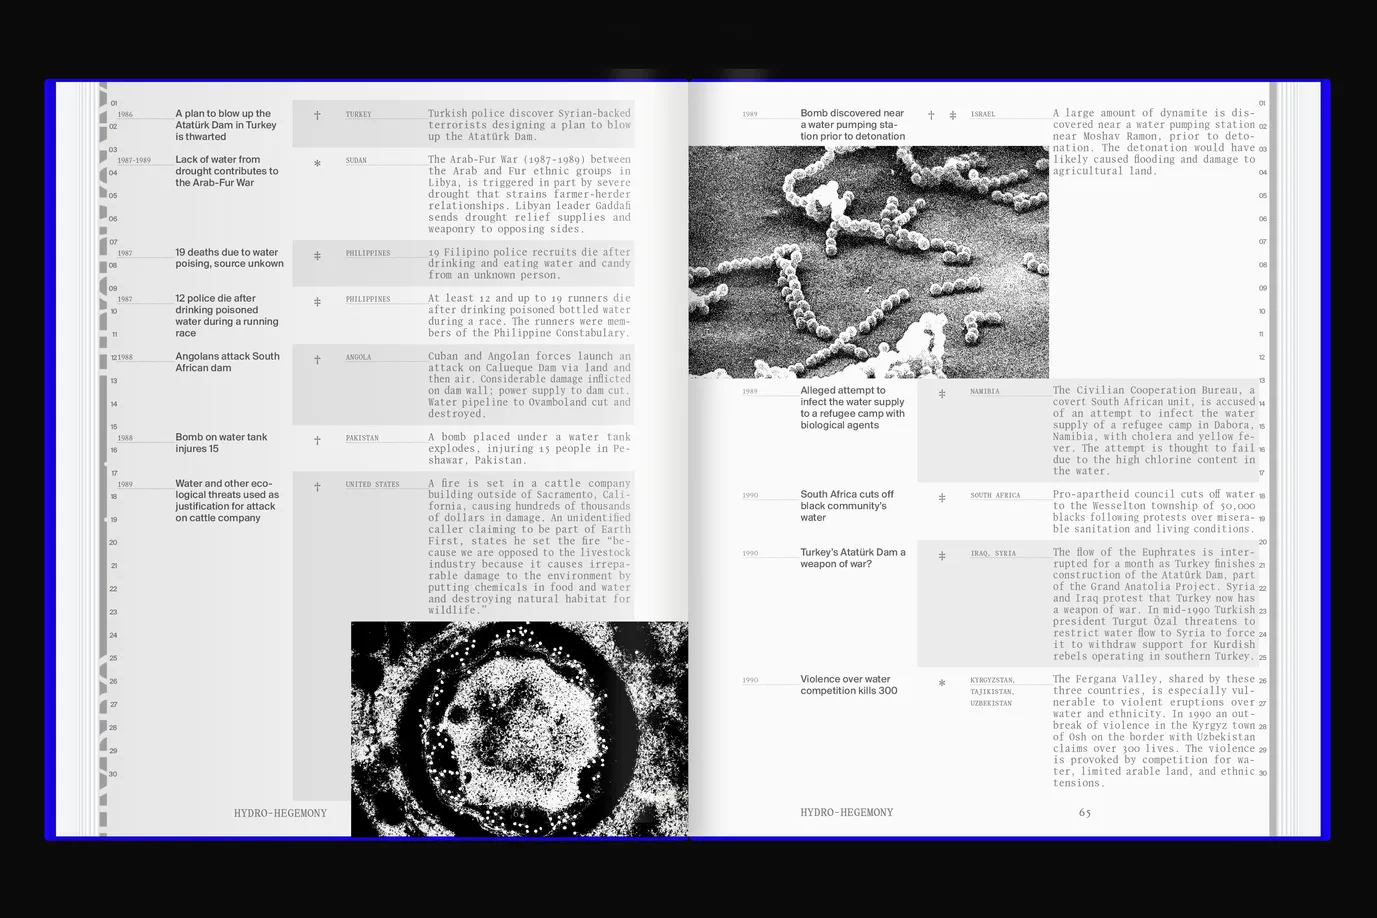 01
02
03
04
05
06
07
08
09
10
11
12
13
14
15
16
17
18
19
20
21
22
23
24
25
26
27
28
29
30
1986
A plan to blow up the
Atatürk Dam in Turkey
is thwarted
†
TURKEY
Turkish police discover Syrian-backed
terrorists designing a plan to blow
up the Atatürk Dam.
1987-1989
Lack of water from
drought contributes to
the Arab-Fur War
*
SUDAN
The Arab-Fur War (1987-1989) between
the Arab and Fur ethnic groups in
Libya, is triggered in part by severe
drought that strains farmer-herder
relationships. Libyan leader Gaddafi
sends drought relief supplies and
weaponry to opposing sides.
1987
19 deaths due to water
poising, source unkown
‡
PHILIPPINES
19 Filipino police recruits die after
drinking and eating water and candy
from an unknown person.
1987
12 police die after
drinking poisoned
water during a running
race
‡
PHILIPPINES
At least 12 and up to 19 runners die
after drinking poisoned bottled water
during a race. The runners were mem-
bers of the Philippine Constabulary.
1988
Angolans attack South
African dam
†
ANGOLA
Cuban and Angolan forces launch an
attack on Calueque Dam via land and
then air. Considerable damage inflicted
on dam wall; power supply to dam cut.
Water pipeline to Ovamboland cut and
destroyed.
1988
Bomb on water tank
injures 15
†
PAKISTAN
A bomb placed under a water tank
explodes, injuring 15 people in Pe-
shawar, Pakistan.
1989
Water and other eco-
logical threats used as
justification for attack
on cattle company
†
UNITED STATES
A fire is set in a cattle company
building outside of Sacramento, Cali-
fornia, causing hundreds of thousands
of dollars in damage. An unidentified
caller claiming to be part of Earth
First, states he set the fire “be-
cause we are opposed to the livestock
industry because it causes irrepa-
rable damage to the environment by
putting chemicals in food and water
and destroying natural habitat for
wildlife.”
HYDRO-HEGEMONY
1989
Bomb discovered near
a water pumping sta-
tion prior to detonation
† ‡
ISRAEL
A large amount of dynamite is dis-
covered near a water pumping station
near Moshav Ramon, prior to deto-
nation. The detonation would have
likely caused flooding and damage to
agricultural land.
1989
Alleged attempt to
infect the water supply
to a refugee camp with
biological agents
‡
NAMIBIA
The Civilian Cooperation Bureau, a
covert South African unit, is accused
of an attempt to infect the water
supply of a refugee camp in Dabora,
Namibia, with cholera and yellow fe-
ver. The attempt is thought to fail
due to the high chlorine content in
the water.
1990
South Africa cuts off
black community's
water
‡
SOUTH AFRICA
Pro-apartheid council cuts off water
to the Wesselton township of 50,000
blacks following protests over misera-
ble sanitation and living conditions.
1990
Turkey's Atatürk Dam a
weapon of war?
‡
IRAQ, SYRIA
The flow of the Euphrates is inter-
rupted for a month as Turkey finishes
construction of the Atatürk Dam, part
of the Grand Anatolia Project. Syria
and Iraq protest that Turkey now has
a weapon of war. In mid-1990 Turkish
president Turgut Özal threatens to
restrict water flow to Syria to force
it to withdraw support for Kurdish
rebels operating in southern Turkey.
1990
Violence over water
competition kills 300
*
KYRGYZSTAN,
TAJIKISTAN,
UZBEKISTAN
The Fergana Valley, shared by these
three countries, is especially vul-
nerable to violent eruptions over
water and ethnicity. In 1990 an out-
break of violence in the Kyrgyz town
of Osh on the border with Uzbekistan
claims over 300 lives. The violence
is provoked by competition for wa-
ter, limited arable land, and ethnic
tensions.
01
02
03
04
05
06
07
08
09
10
11
12
13
14
15
16
17
18
19
20
21
22
23
24
25
26
27
28
29
30
HYDRO-HEGEMONY
65